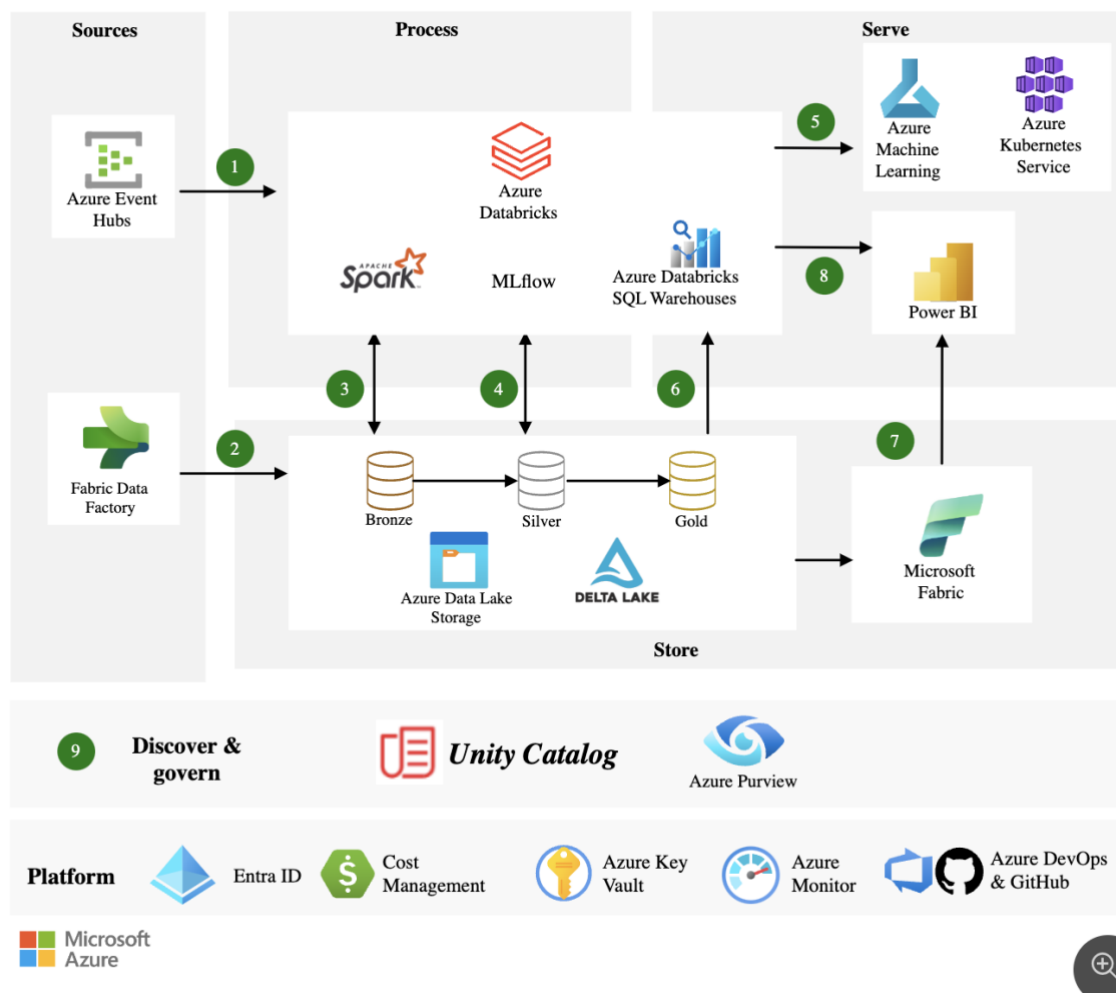 Sources
Process
Serve
Azure Event
Hubs
1
Azure
Databricks
APACHE
Spark
MLflow
Azure Databricks
SQL Warehouses
5
Azure
Machine
Learning
Azure
Kubernetes
Service
8
Power BI
3
4
6
7
Fabric Data
Factory
2
Bronze
Silver
Gold
Azure Data Lake
Storage
DELTA LAKE
Microsoft
Fabric
Store
9
Discover &
govern
Unity Catalog
Azure Purview
Platform
Entra ID
Cost
Management
Azure Key
Vault
Azure
Monitor
Azure DevOps
& GitHub
Microsoft
Azure